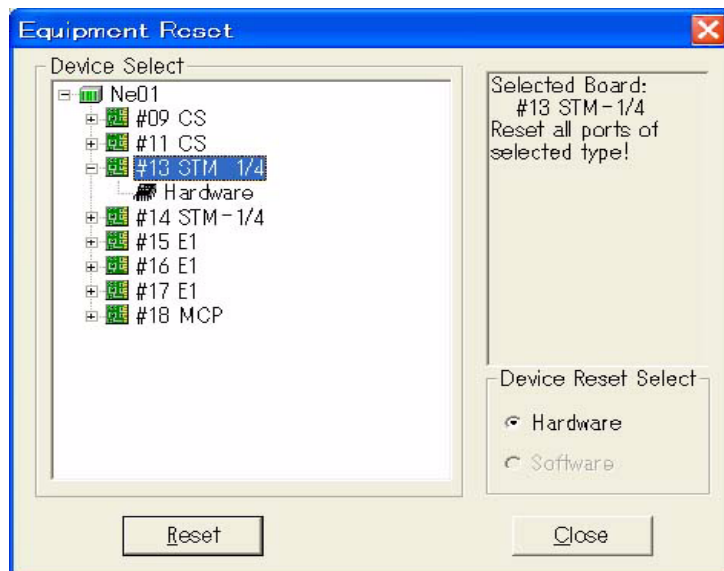 Equipment Reset
Device Select
Ne01
#09 CS
#11 CS
#13 STM-1/4
Hardware
#14 STM-1/4
#15 E1
#16 E1
#17 E1
#18 MCP
Selected Board:
#13 STM-1/4
Reset all ports of
selected type!
Device Reset Select
Hardware
Software
Reset
Close